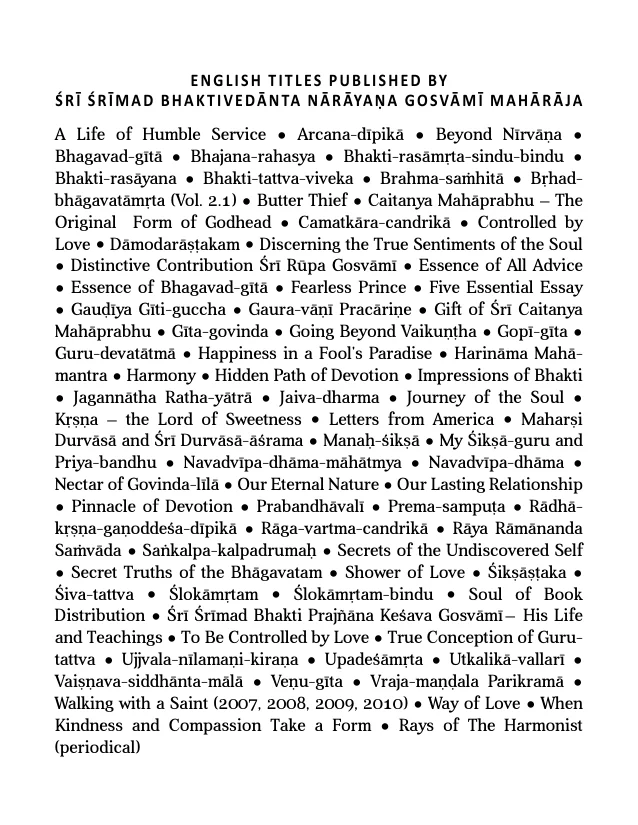 ENGLISH TITLES PUBLISHED BY
ŚRĪ ŚRĪMAD BHAKTIVEDĀNTA NĀRĀYAṆA GOSVĀMĪ MAHĀRĀJA
A Life of Humble Service ● Arcana-dīpikā ● Beyond Nīrvāṇa ●
Bhagavad-gītā ● Bhajana-rahasya ● Bhakti-rasāmṛta-sindu-bindu ●
Bhakti-rasāyana ● Bhakti-tattva-viveka ● Brahma-saṁhitā ● Bṛhad-
bhāgavatāmṛta (Vol. 2.1) ● Butter Thief ● Caitanya Mahāprabhu – The
Original Form of Godhead ● Camatkāra-candrikā ● Controlled by
Love ● Dāmodarāṣṭakam ● Discerning the True Sentiments of the Soul
● Distinctive Contribution Śrī Rūpa Gosvāmī ● Essence of All Advice
● Essence of Bhagavad-gītā ● Fearless Prince ● Five Essential Essay
● Gauḍīya Gīti-guccha ● Gaura-vāṇī Pracāriṇe ● Gift of Śrī Caitanya
Mahāprabhu ● Gīta-govinda ● Going Beyond Vaikuṇṭha ● Gopī-gīta ●
Guru-devatātmā ● Happiness in a Fool's Paradise ● Harināma Mahā-
mantra ● Harmony ● Hidden Path of Devotion ● Impressions of Bhakti
● Jagannātha Ratha-yātrā ● Jaiva-dharma ● Journey of the Soul ●
Kṛṣṇa – the Lord of Sweetness ● Letters from America ● Maharṣi
Durvāsā and Śrī Durvāsā-āśrama ● Manaḥ-śikṣā ● My Śikṣā-guru and
Priya-bandhu ● Navadvīpa-dhāma-māhātmya ● Navadvīpa-dhāma ●
Nectar of Govinda-līlā ● Our Eternal Nature ● Our Lasting Relationship
● Pinnacle of Devotion ● Prabandhāvalī ● Prema-sampuṭa ● Rādhā-
kṛṣṇa-gaṇoddeśa-dīpikā ● Rāga-vartma-candrikā ● Rāya Rāmānanda
Saṁvāda ● Saṅkalpa-kalpadrumaḥ ● Secrets of the Undiscovered Self
● Secret Truths of the Bhāgavatam ● Shower of Love ● Śikṣāṣṭaka ●
Śiva-tattva ● Ślokāmṛtam ● Ślokāmṛtam-bindu ● Soul of Book
Distribution ● Śrī Śrīmad Bhakti Prajñāna Keśava Gosvāmī – His Life
and Teachings ● To Be Controlled by Love ● True Conception of Guru-
tattva ● Ujjvala-nīlamaṇi-kiraṇa ● Upadeśāmṛta ● Utkalikā-vallarī ●
Vaiṣṇava-siddhānta-mālā ● Veṇu-gīta ● Vraja-maṇḍala Parikramā ●
Walking with a Saint (2007, 2008, 2009, 2010) ● Way of Love ● When
Kindness and Compassion Take a Form ● Rays of The Harmonist
(periodical)